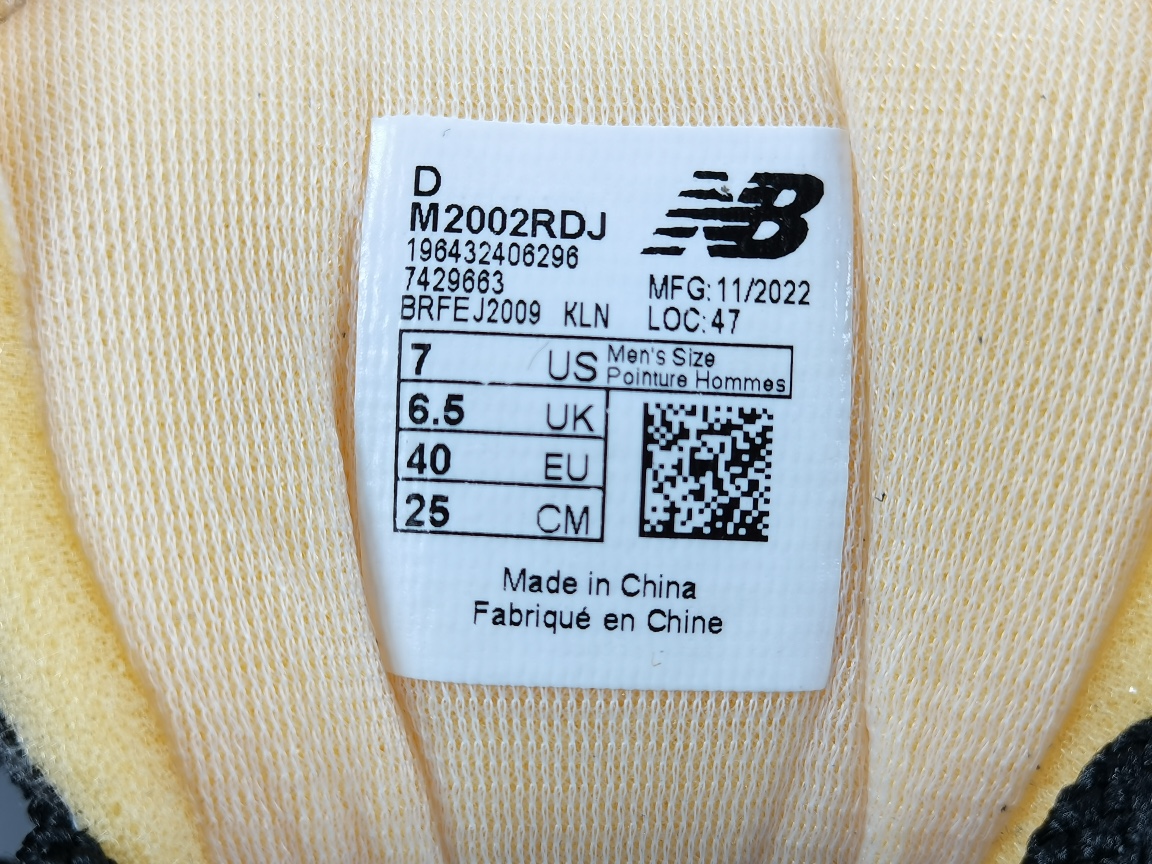 D
M2002RDJ
NB
196432406296
7429663
MFG: 11/2022
BRFEJ2009 KLN
LOC: 47
7 US Men's Size
Pointure Hommes
6.5 UK
40 EU
25 CM
Made in China
Fabriqué en Chine